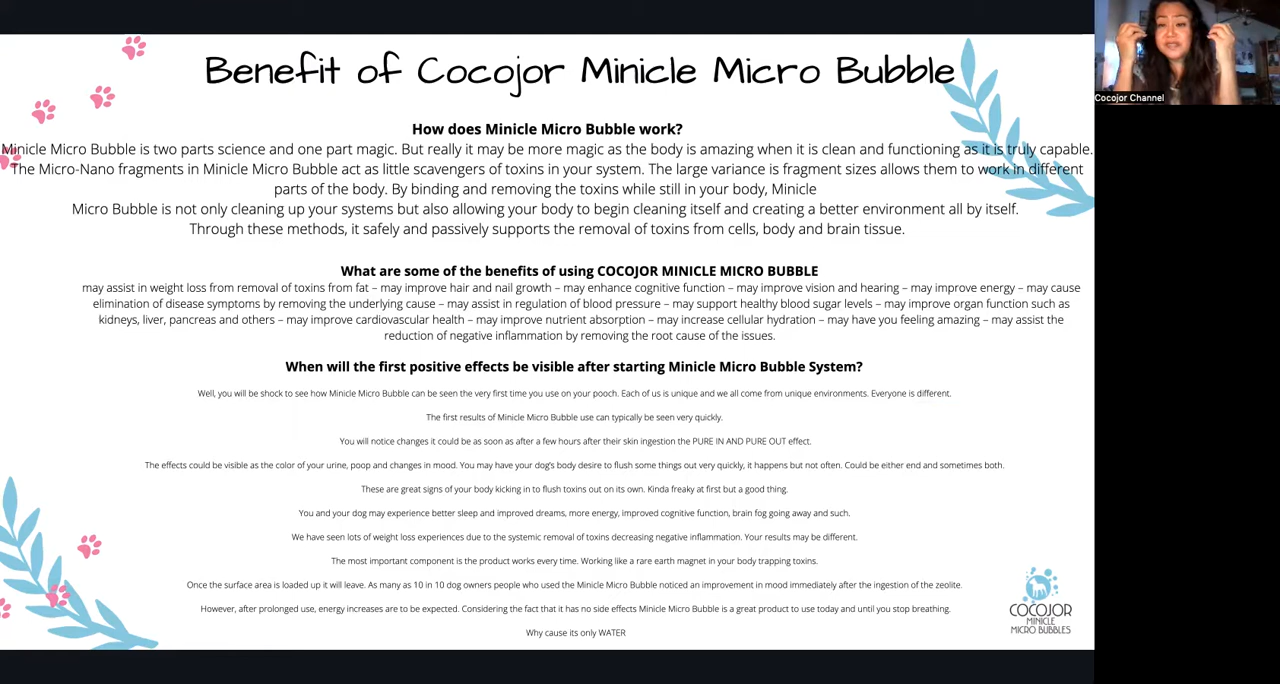 Benefit of Cocojor Minicle Micro Bubble
Cocojor Channel
How does Minicle Micro Bubble work?
Minicle Micro Bubble is two parts science and one part magic. But really it may be more magic as the body is amazing when it is clean and functioning as it is truly capable.
The Micro-Nano fragments in Minicle Micro Bubble act as little scavengers of toxins in your system. The large variance is fragment sizes allows them to work in different
parts of the body. By binding and removing the toxins while still in your body, Minicle
Micro Bubble is not only cleaning up your systems but also allowing your body to begin cleaning itself and creating a better environment all by itself.
Through these methods, it safely and passively supports the removal of toxins from cells, body and brain tissue.
What are some of the benefits of using COCOJOR MINICLE MICRO BUBBLE
may assist in weight loss from removal of toxins from fat – may improve hair and nail growth – may enhance cognitive function – may improve vision and hearing – may improve energy – may cause
elimination of disease symptoms by removing the underlying cause – may assist in regulation of blood pressure – may support healthy blood sugar levels – may improve organ function such as
kidneys, liver, pancreas and others – may improve cardiovascular health – may improve nutrient absorption – may increase cellular hydration – may have you feeling amazing – may assist the
reduction of negative inflammation by removing the root cause of the issues.
When will the first positive effects be visible after starting Minicle Micro Bubble System?
Well, you will be shock to see how Minicle Micro Bubble can be seen the very first time you use on your pooch. Each of us is unique and we all come from unique environments. Everyone is different.
The first results of Minicle Micro Bubble use can typically be seen very quickly.
You will notice changes it could be as soon as after a few hours after their skin ingestion the PURE IN AND PURE OUT effect.
The effects could be visible as the color of your urine, poop and changes in mood. You may have your dog's body desire to flush some things out very quickly, it happens but not often. Could be either end and sometimes both.
These are great signs of your body kicking in to flush toxins out on its own. Kinda freaky at first but a good thing.
You and your dog may experience better sleep and improved dreams, more energy, improved cognitive function, brain fog going away and such.
We have seen lots of weight loss experiences due to the systemic removal of toxins decreasing negative inflammation. Your results may be different.
The most important component is the product works every time. Working like a rare earth magnet in your body trapping toxins.
Once the surface area is loaded up it will leave. As many as 10 in 10 dog owners people who used the Minicle Micro Bubble noticed an improvement in mood immediately after the ingestion of the zeolite.
However, after prolonged use, energy increases are to be expected. Considering the fact that it has no side effects Minicle Micro Bubble is a great product to use today and until you stop breathing.
Why cause its only WATER
COCOJOR
MINICLE
MICRO BUBBLES